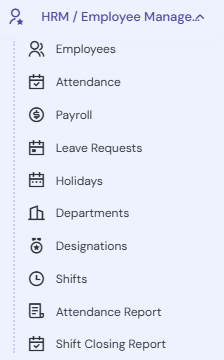 HRM / Employee Manage..
Employees
Attendance
Payroll
Leave Requests
Holidays
Departments
Designations
Shifts
Attendance Report
Shift Closing Report